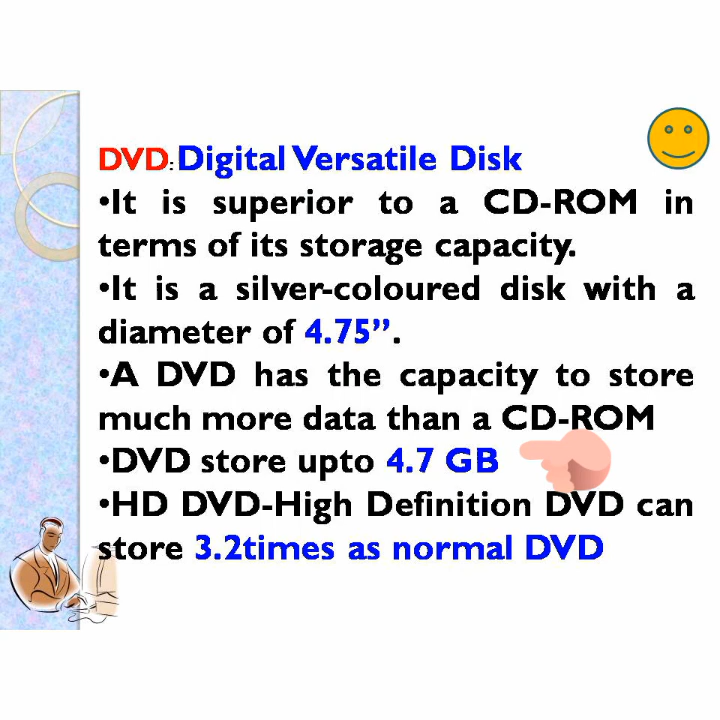 DVD:Digital Versatile Disk
•It is superior to a CD-ROM in
terms of its storage capacity.
•It is a silver-coloured disk with a
diameter of 4.75”.
•A DVD has the capacity to store
much more data than a CD-ROM
•DVD store upto 4.7 GB
•HD DVD-High Definition DVD can
store 3.2times as normal DVD